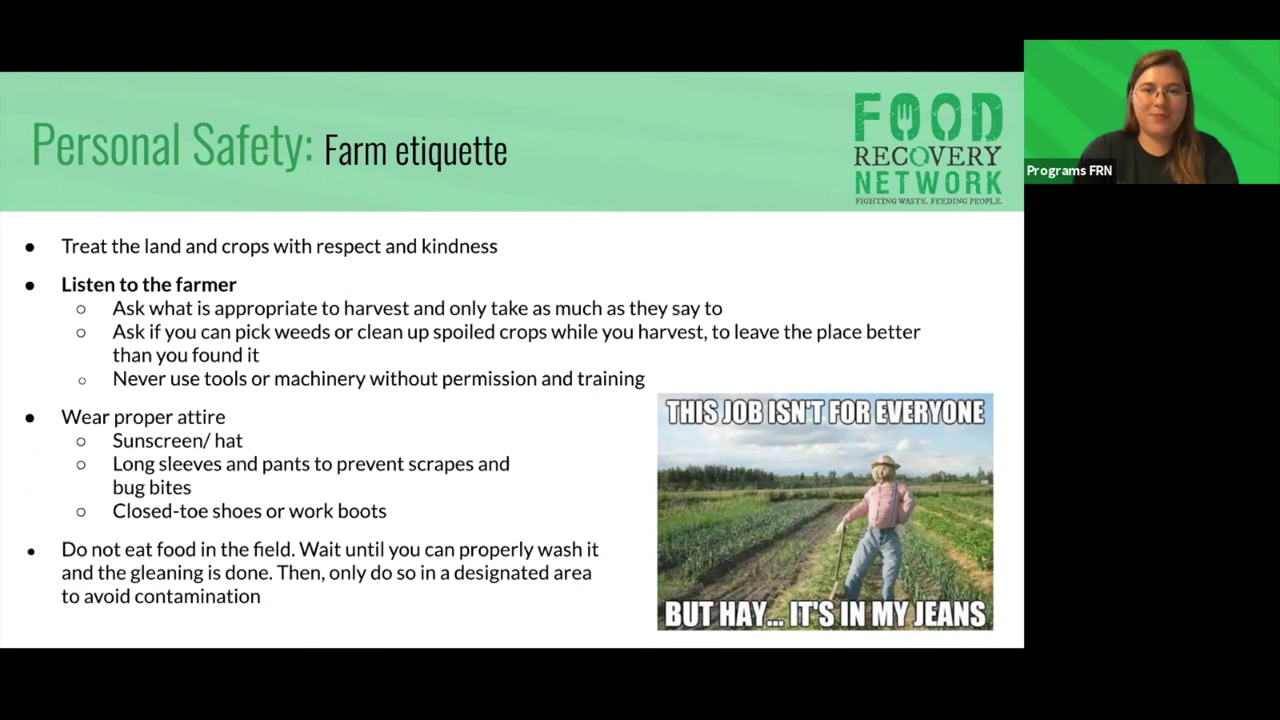 Personal Safety: Farm etiquette
FOOD
RECOVERY
NETWORK
FIGHTING WASTE. FEEDING PEOPLE.
Programs FRN
● Treat the land and crops with respect and kindness
● Listen to the farmer
○ Ask what is appropriate to harvest and only take as much as they say to
○ Ask if you can pick weeds or clean up spoiled crops while you harvest, to leave the place better
than you found it
○ Never use tools or machinery without permission and training
● Wear proper attire
○ Sunscreen/ hat
○ Long sleeves and pants to prevent scrapes and
bug bites
○ Closed-toe shoes or work boots
● Do not eat food in the field. Wait until you can properly wash it
and the gleaning is done. Then, only do so in a designated area
to avoid contamination
THIS JOB ISN'T FOR EVERYONE
BUT HAY... IT'S IN MY JEANS